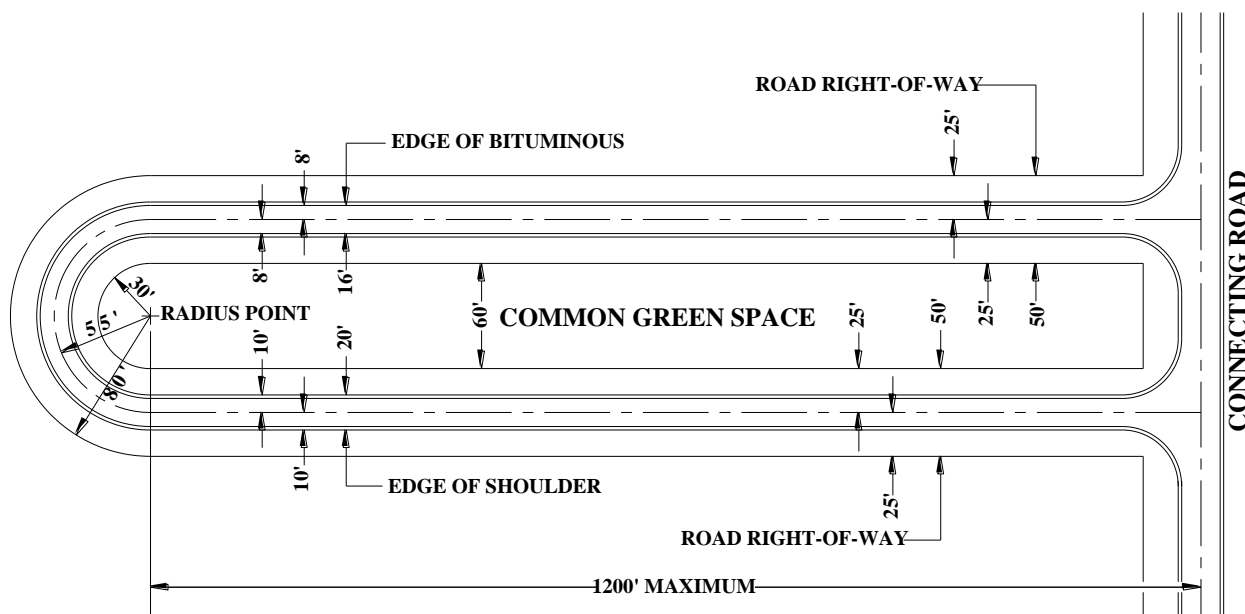 ROAD RIGHT-OF-WAY
25'
EDGE OF BITUMINOUS
8'
8'
16'
30'
RADIUS POINT
55'
80'
10'
20'
60'
COMMON GREEN SPACE
25'
50'
25'
50'
10'
EDGE OF SHOULDER
25'
ROAD RIGHT-OF-WAY
1200' MAXIMUM
CONNECTING ROAD